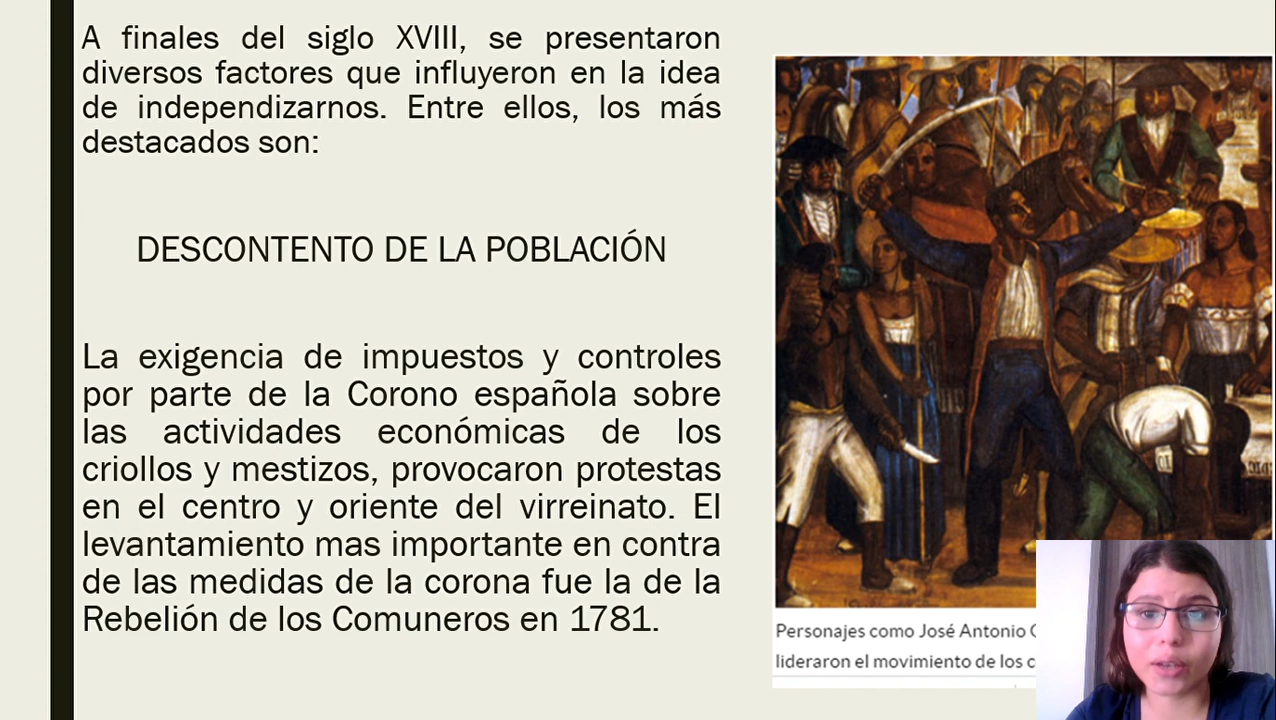 A finales del siglo XVIII, se presentaron
diversos factores que influyeron en la idea
de independizarnos. Entre ellos, los más
destacados son:
DESCONTENTO DE LA POBLACIÓN
La exigencia de impuestos y controles
por parte de la Corono española sobre
las actividades económicas de los
criollos y mestizos, provocaron protestas
en el centro y oriente del virreinato. El
levantamiento mas importante en contra
de las medidas de la corona fue la de la
Rebelión de los Comuneros en 1781.
Personajes como José Antonio
lideraron el movimiento de los